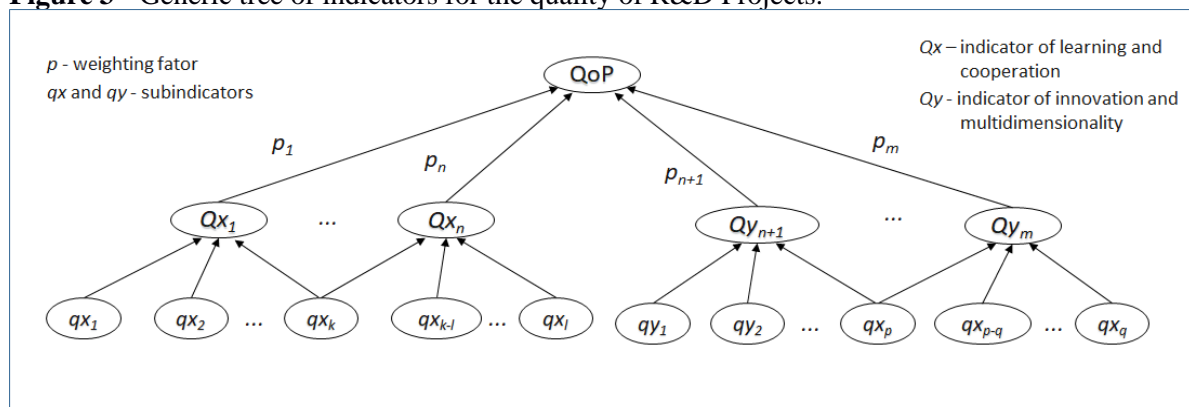 Figure 3 - Generic tree of indicators for the quality of R&D Projects.
p - weighting fator
qx and qy - subindicators
QoP
Qx – indicator of learning and
cooperation
Qy - indicator of innovation and
multidimensionality
p1
pn
pn+1
pm
Qx1
...
Qxn
Qyn+1
...
Qym
qx1
qx2
...
qxk
qxk-l
...
qxl
qy1
qy2
...
qxp
qxp-q
...
qxq